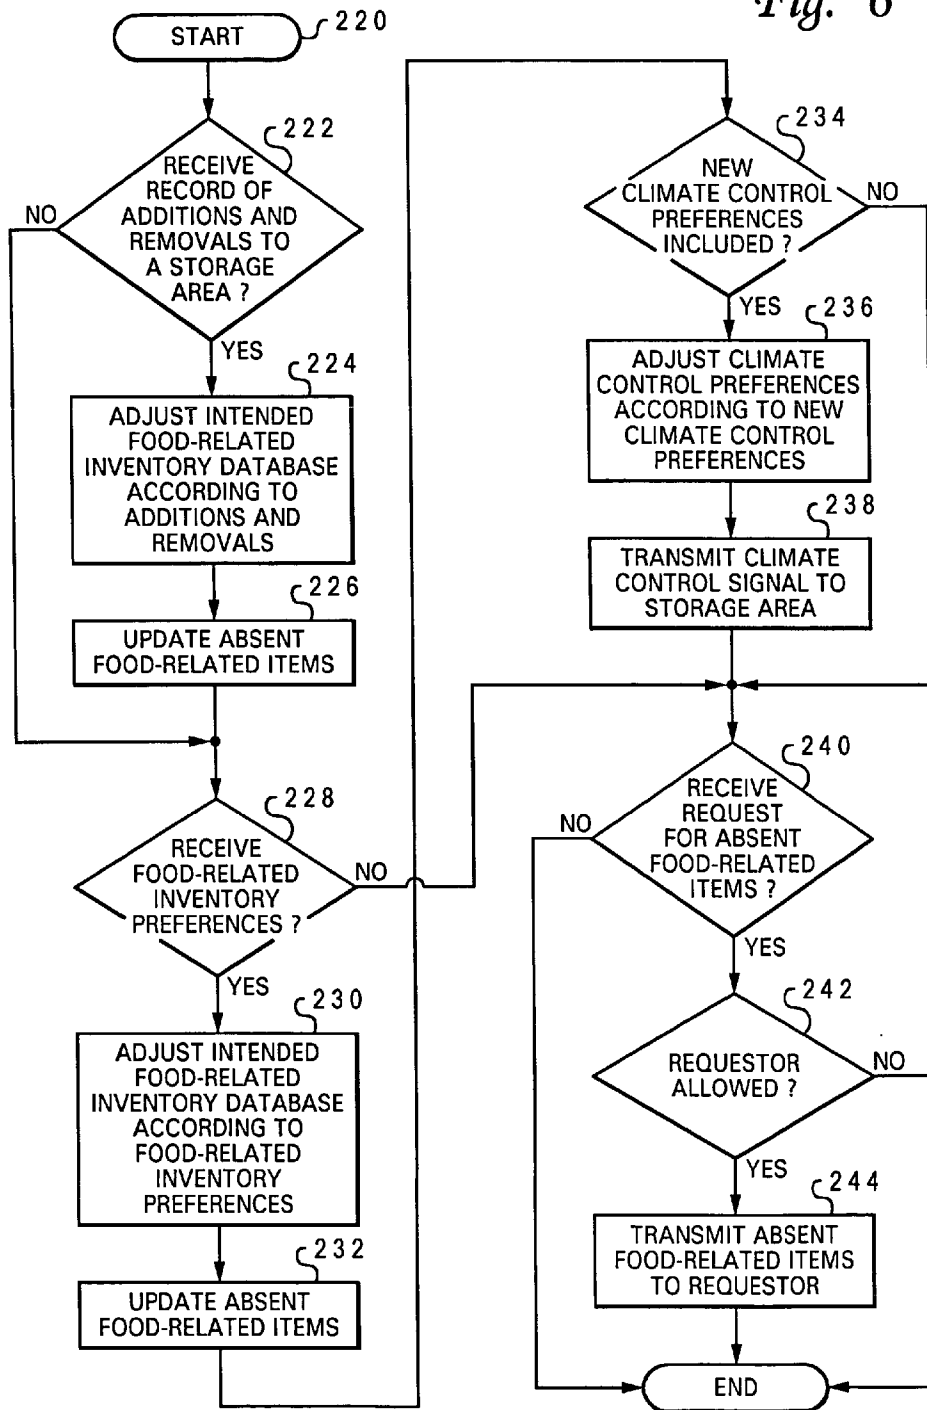 Fig. 6
START
220
222
RECEIVE
RECORD OF
ADDITIONS AND
REMOVALS TO
A STORAGE
AREA ?
NO
YES
224
ADJUST INTENDED
FOOD-RELATED
INVENTORY DATABASE
ACCORDING TO
ADDITIONS AND
REMOVALS
226
UPDATE ABSENT
FOOD-RELATED ITEMS
228
RECEIVE
FOOD-RELATED
INVENTORY
PREFERENCES ?
NO
YES
230
ADJUST INTENDED
FOOD-RELATED
INVENTORY DATABASE
ACCORDING TO
FOOD-RELATED
INVENTORY
PREFERENCES
232
UPDATE ABSENT
FOOD-RELATED ITEMS
234
NEW
CLIMATE CONTROL
PREFERENCES
INCLUDED ?
NO
YES
236
ADJUST CLIMATE
CONTROL PREFERENCES
ACCORDING TO NEW
CLIMATE CONTROL
PREFERENCES
238
TRANSMIT CLIMATE
CONTROL SIGNAL TO
STORAGE AREA
240
RECEIVE
REQUEST
FOR ABSENT
FOOD-RELATED
ITEMS ?
NO
YES
242
REQUESTOR
ALLOWED ?
NO
YES
244
TRANSMIT ABSENT
FOOD-RELATED ITEMS
TO REQUESTOR
END